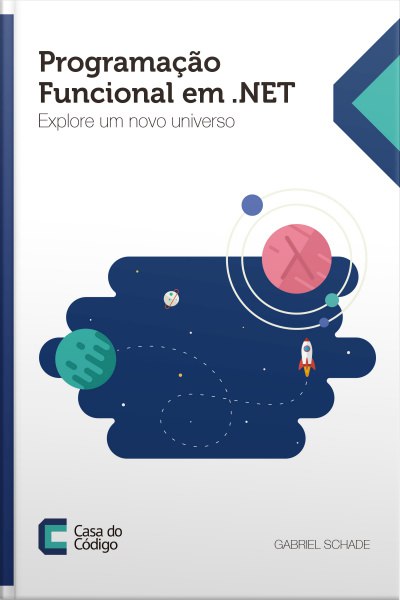 Programação
Funcional em .NET
Explore um novo universo
Casa do
Código
GABRIEL SCHADE